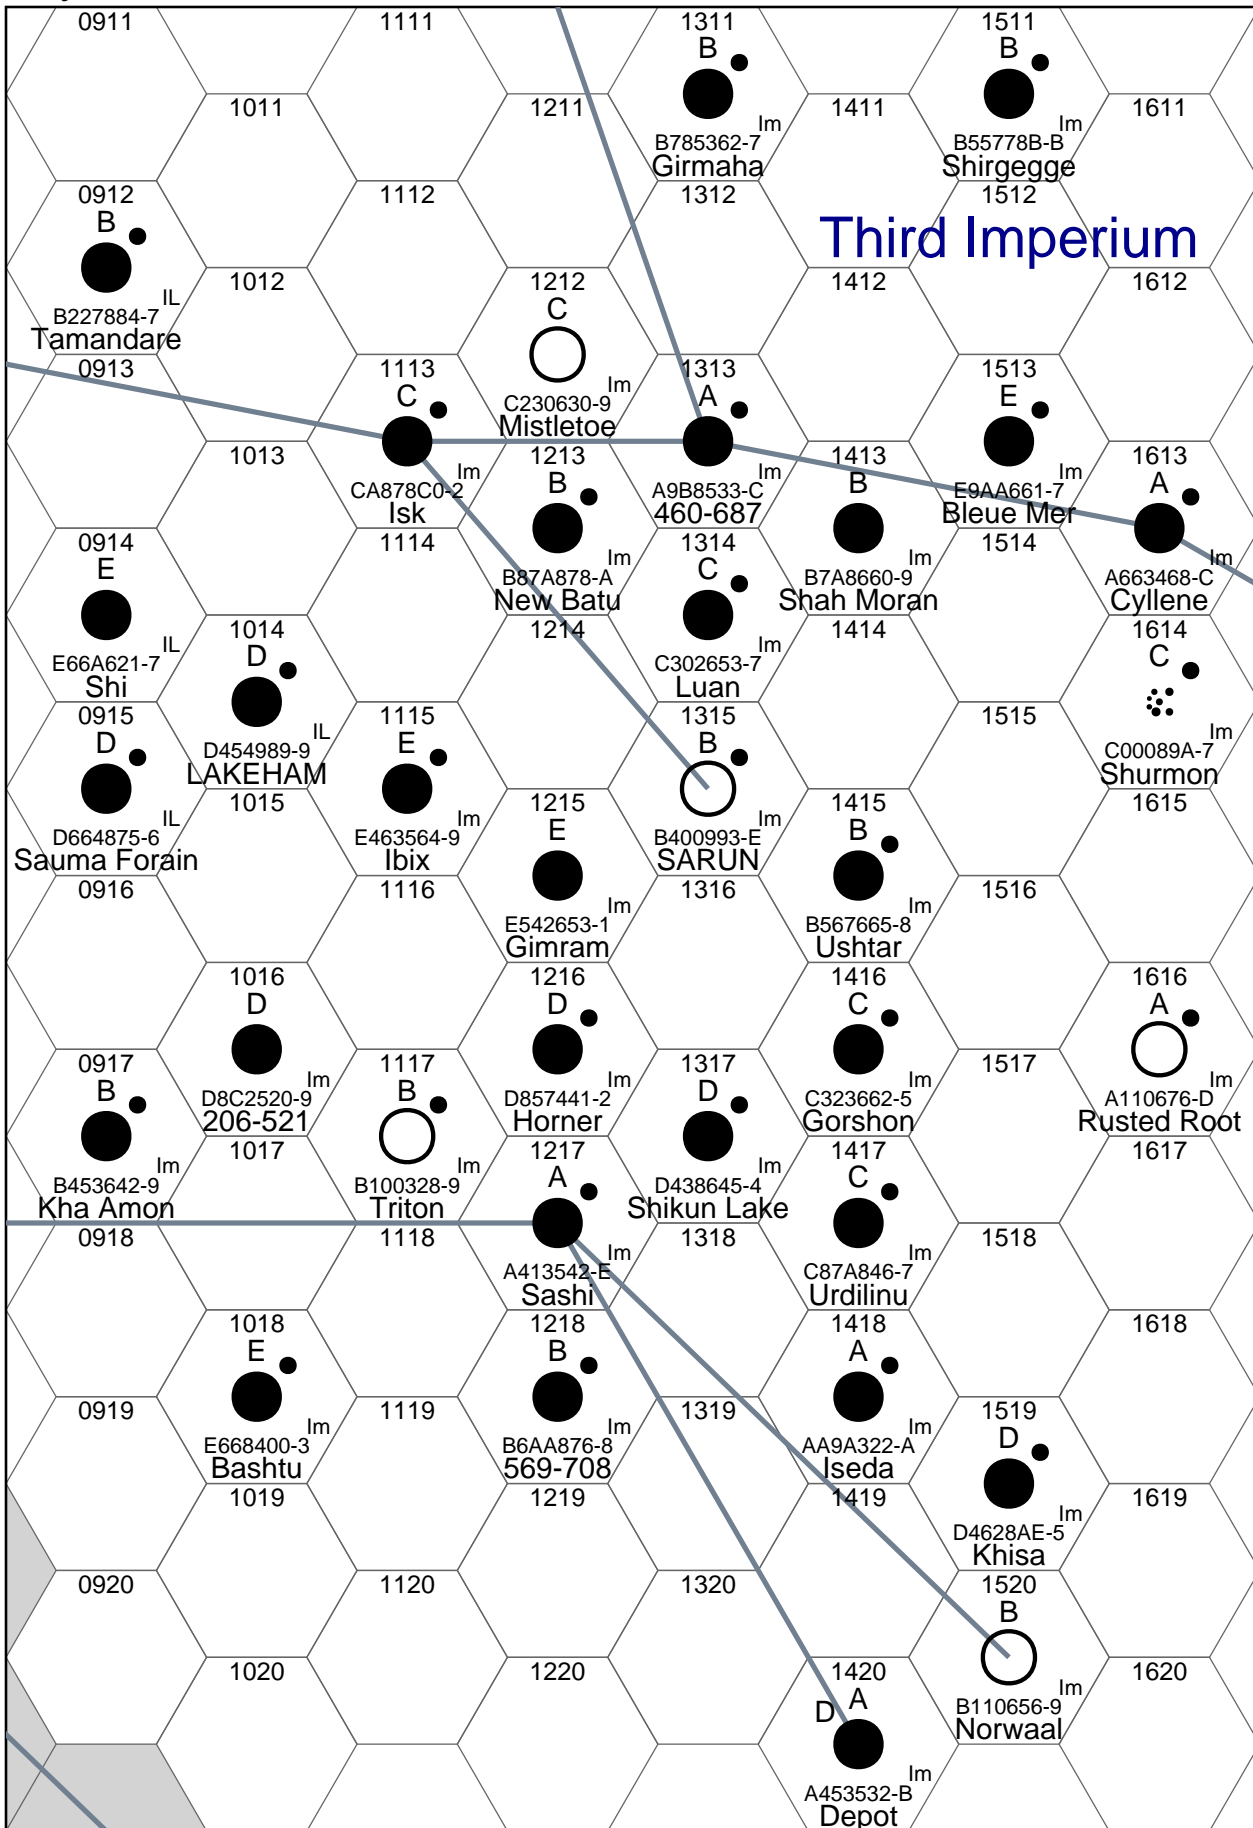 0911 1111 1311 1511
B B
1011 1211 1411 1611
Im Im
B785362-7 B55778B-B
Girmaha Shirgegge
0912 1112 1312 1512
B
Third Imperium
1012 1212 1412 1612
C
IL
B227884-7
Tamandare
0913 1113 1313 1513
C A E
Im
C230630-9
Mistletoe
1013 1213 1413 1613
B B A
Im Im Im
CA878C0-2 A9B8533-C E9AA661-7
Isk 460-687 Bleue Mer
0914 1114 1314 1514
E C
Im Im Im
B87A878-A B7A8660-9 A663468-C
New Batu Shah Moran Cyllene
1014 1214 1414 1614
D C
IL Im
E66A621-7 C302653-7
Shi Luan
0915 1115 1315 1515
D E B
IL Im
D454989-9 C00089A-7
LAKEHAM Shurmon
1015 1215 1415 1615
E B
IL Im Im
D664875-6 E463564-9 B400993-E
Sauma Forain Ibix SARUN
0916 1116 1316 1516
Im Im
E542653-1 B567665-8
Gimram Ushtar
1016 1216 1416 1616
D D C A
0917 1117 1317 1517
B B D
Im Im Im Im
D8C2520-9 D857441-2 C323662-5 A110676-D
206-521 Horner Gorshon Rusted Root
1017 1217 1417 1617
A C
Im Im Im
B453642-9 B100328-9 D438645-4
Kha Amon Triton Shikun Lake
0918 1118 1318 1518
Im Im
A413542-E C87A846-7
Sashi Urdilinu
1018 1218 1418 1618
E B A
0919 1119 1319 1519
D
Im Im Im
E668400-3 B6AA876-8 AA9A322-A
Bashtu 569-708 Iseda
1019 1219 1419 1619
Im
D4628AE-5
Khisa
0920 1120 1320 1520
B
1020 1220 1420 1620
A
D
Im
B110656-9
Norwaal
Im
A453532-B
Depot